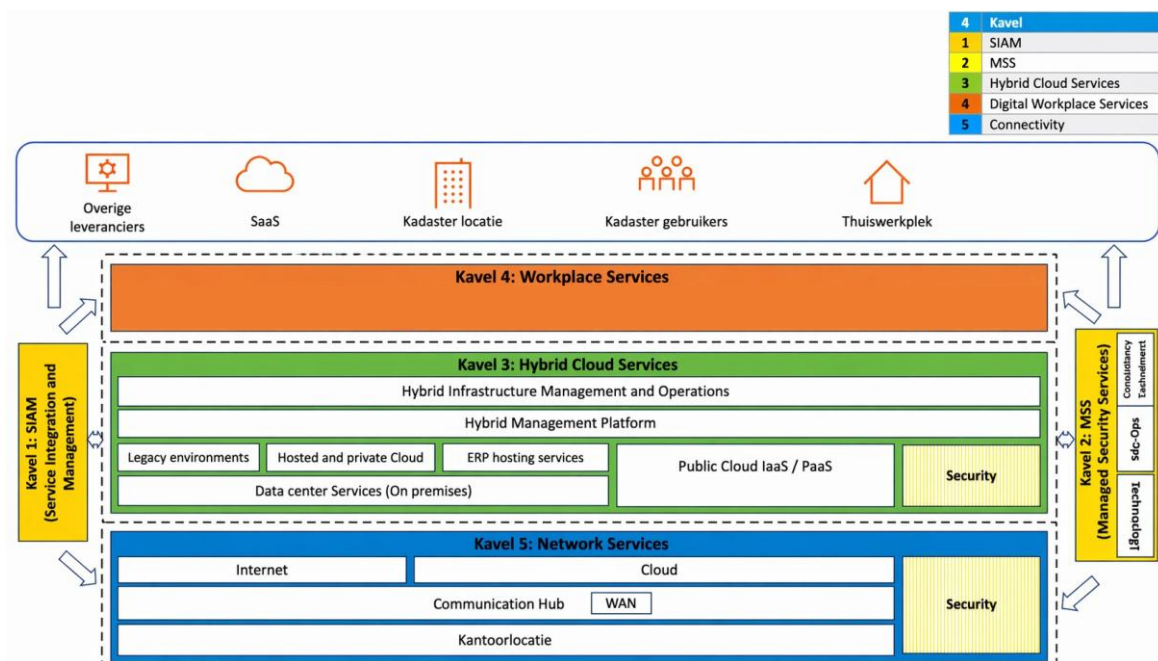 4 Kavel
1 SIAM
2 MSS
3 Hybrid Cloud Services
4 Digital Workplace Services
5 Connectivity
Overige
leveranciers
SaaS
Kadaster locatie
Kadaster gebruikers
Thuiswerkplek
Kavel 4: Workplace Services
Kavel 1: SIAM
(Service Integration and
Management)
Kavel 3: Hybrid Cloud Services
Hybrid Infrastructure Management and Operations
Hybrid Management Platform
Legacy environments
Hosted and private Cloud
ERP hosting services
Public Cloud IaaS / PaaS
Security
Data center Services (On premises)
Kavel 2: MSS
(Managed Security Services)
Kavel 5: Network Services
Internet
Cloud
Communication Hub
WAN
Security
Kantoorlocatie